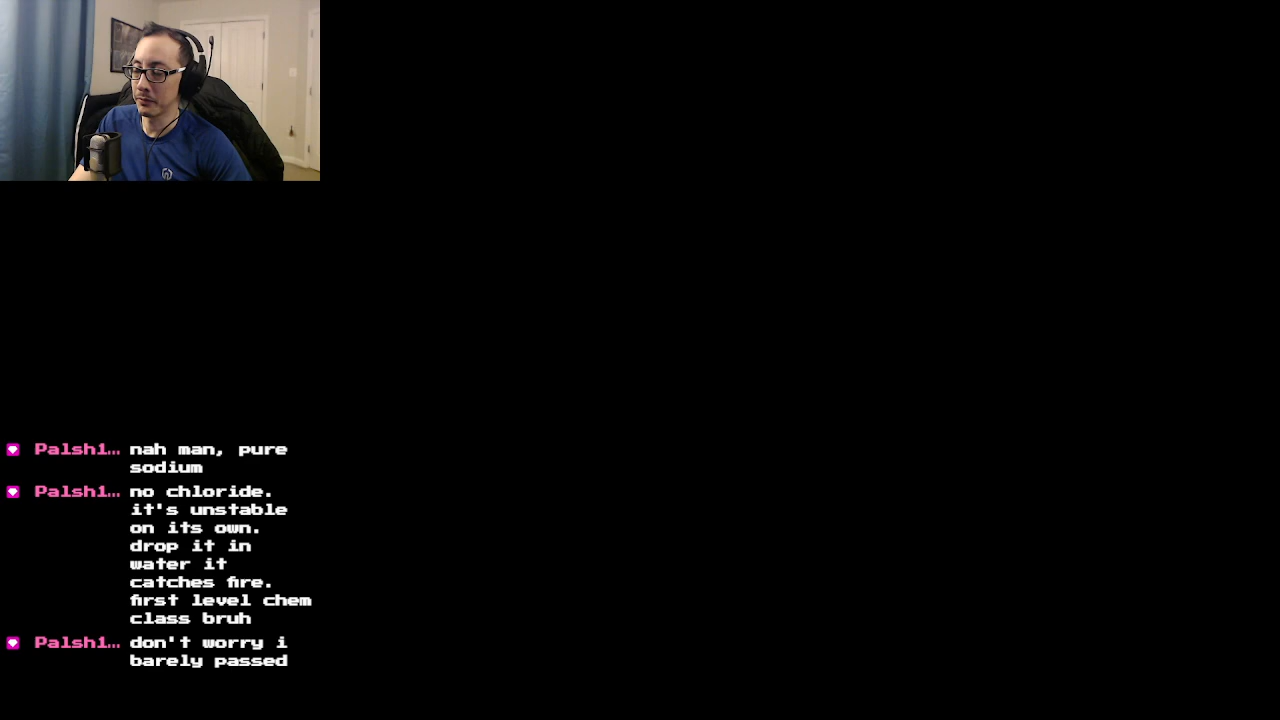 Palsh1... nah man, pure
sodium
Palsh1... no chloride.
it's unstable
on its own.
drop it in
water it
catches fire.
first level chem
class bruh
Palsh1... don't worry i
barely passed